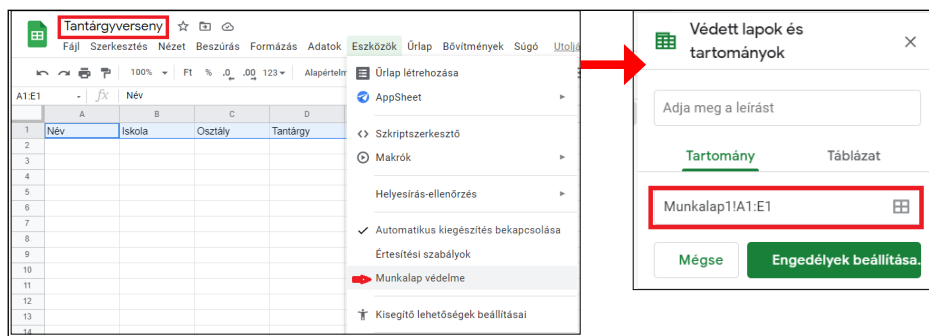 Tantárgyverseny
Fájl Szerkesztés Nézet Beszúrás Formázás Adatok Eszközök Űrlap Bővítmények Súgó Utoljá
100% Ft % .0 .00 123 Alapértelm
A1:E1 fx Név
A B C D
1 Név Iskola Osztály Tantárgy
2
3
4
5
6
7
8
9
10
11
12
13
14
Űrlap létrehozása
AppSheet
Szkriptszerkesztő
Makrók
Helyesírás-ellenőrzés
Automatikus kiegészítés bekapcsolása
Értesítési szabályok
Munkalap védelme
Kisegítő lehetőségek beállításai
Védett lapok és
tartományok
Adja meg a leírást
Tartomány Táblázat
Munkalap1!A1:E1
Mégse Engedélyek beállítása.